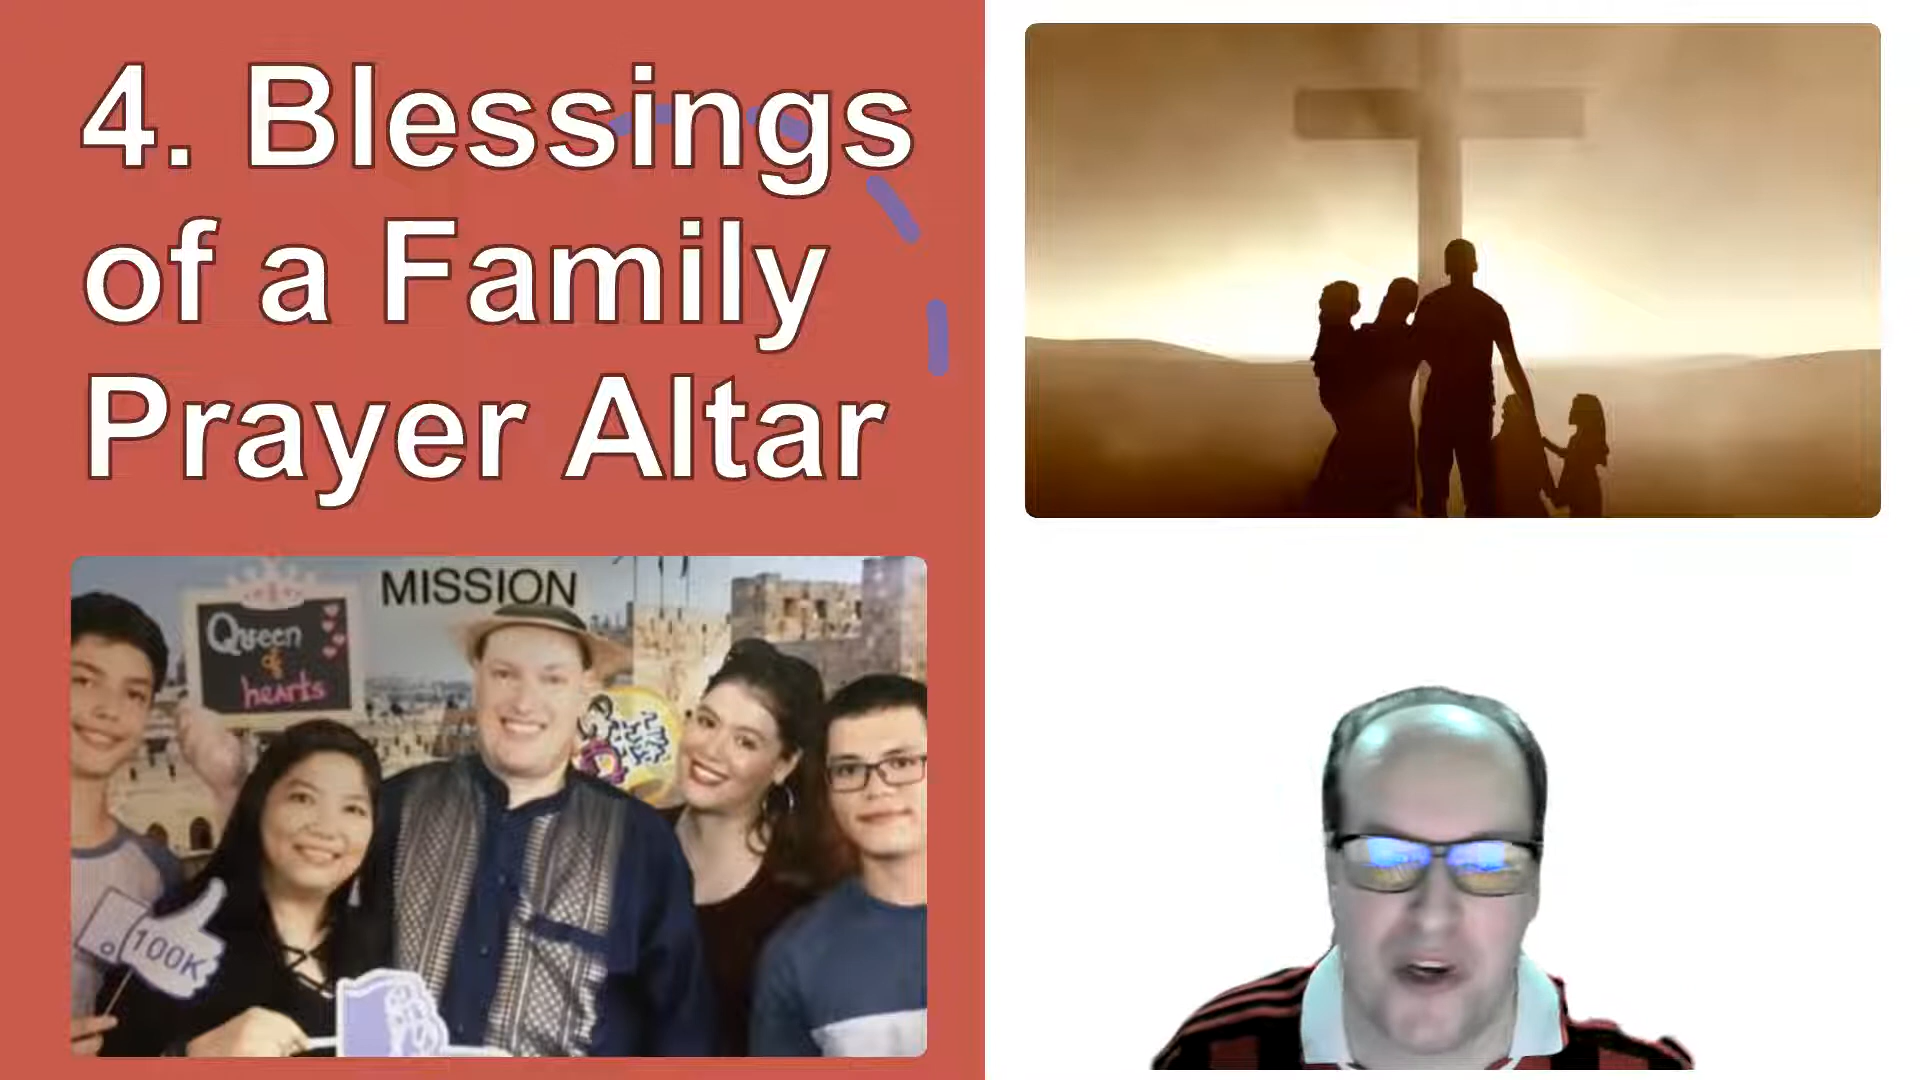 4. Blessings
of a Family
Prayer Altar
MISSION
Queen
of
hearts
100K